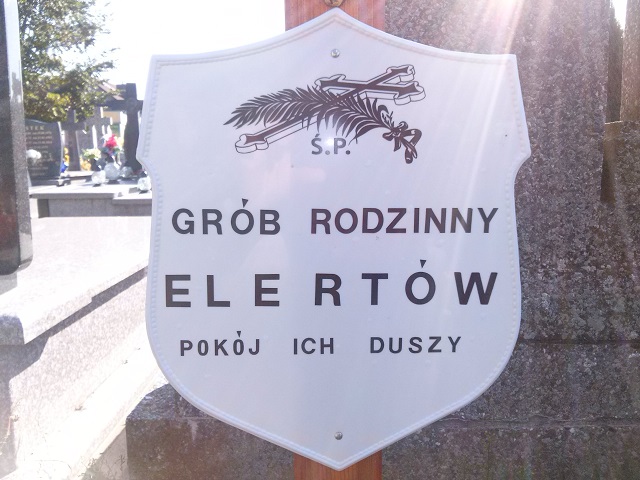 Ś.P.
GRÓB RODZINNY
ELERTÓW
POKÓJ ICH DUSZY